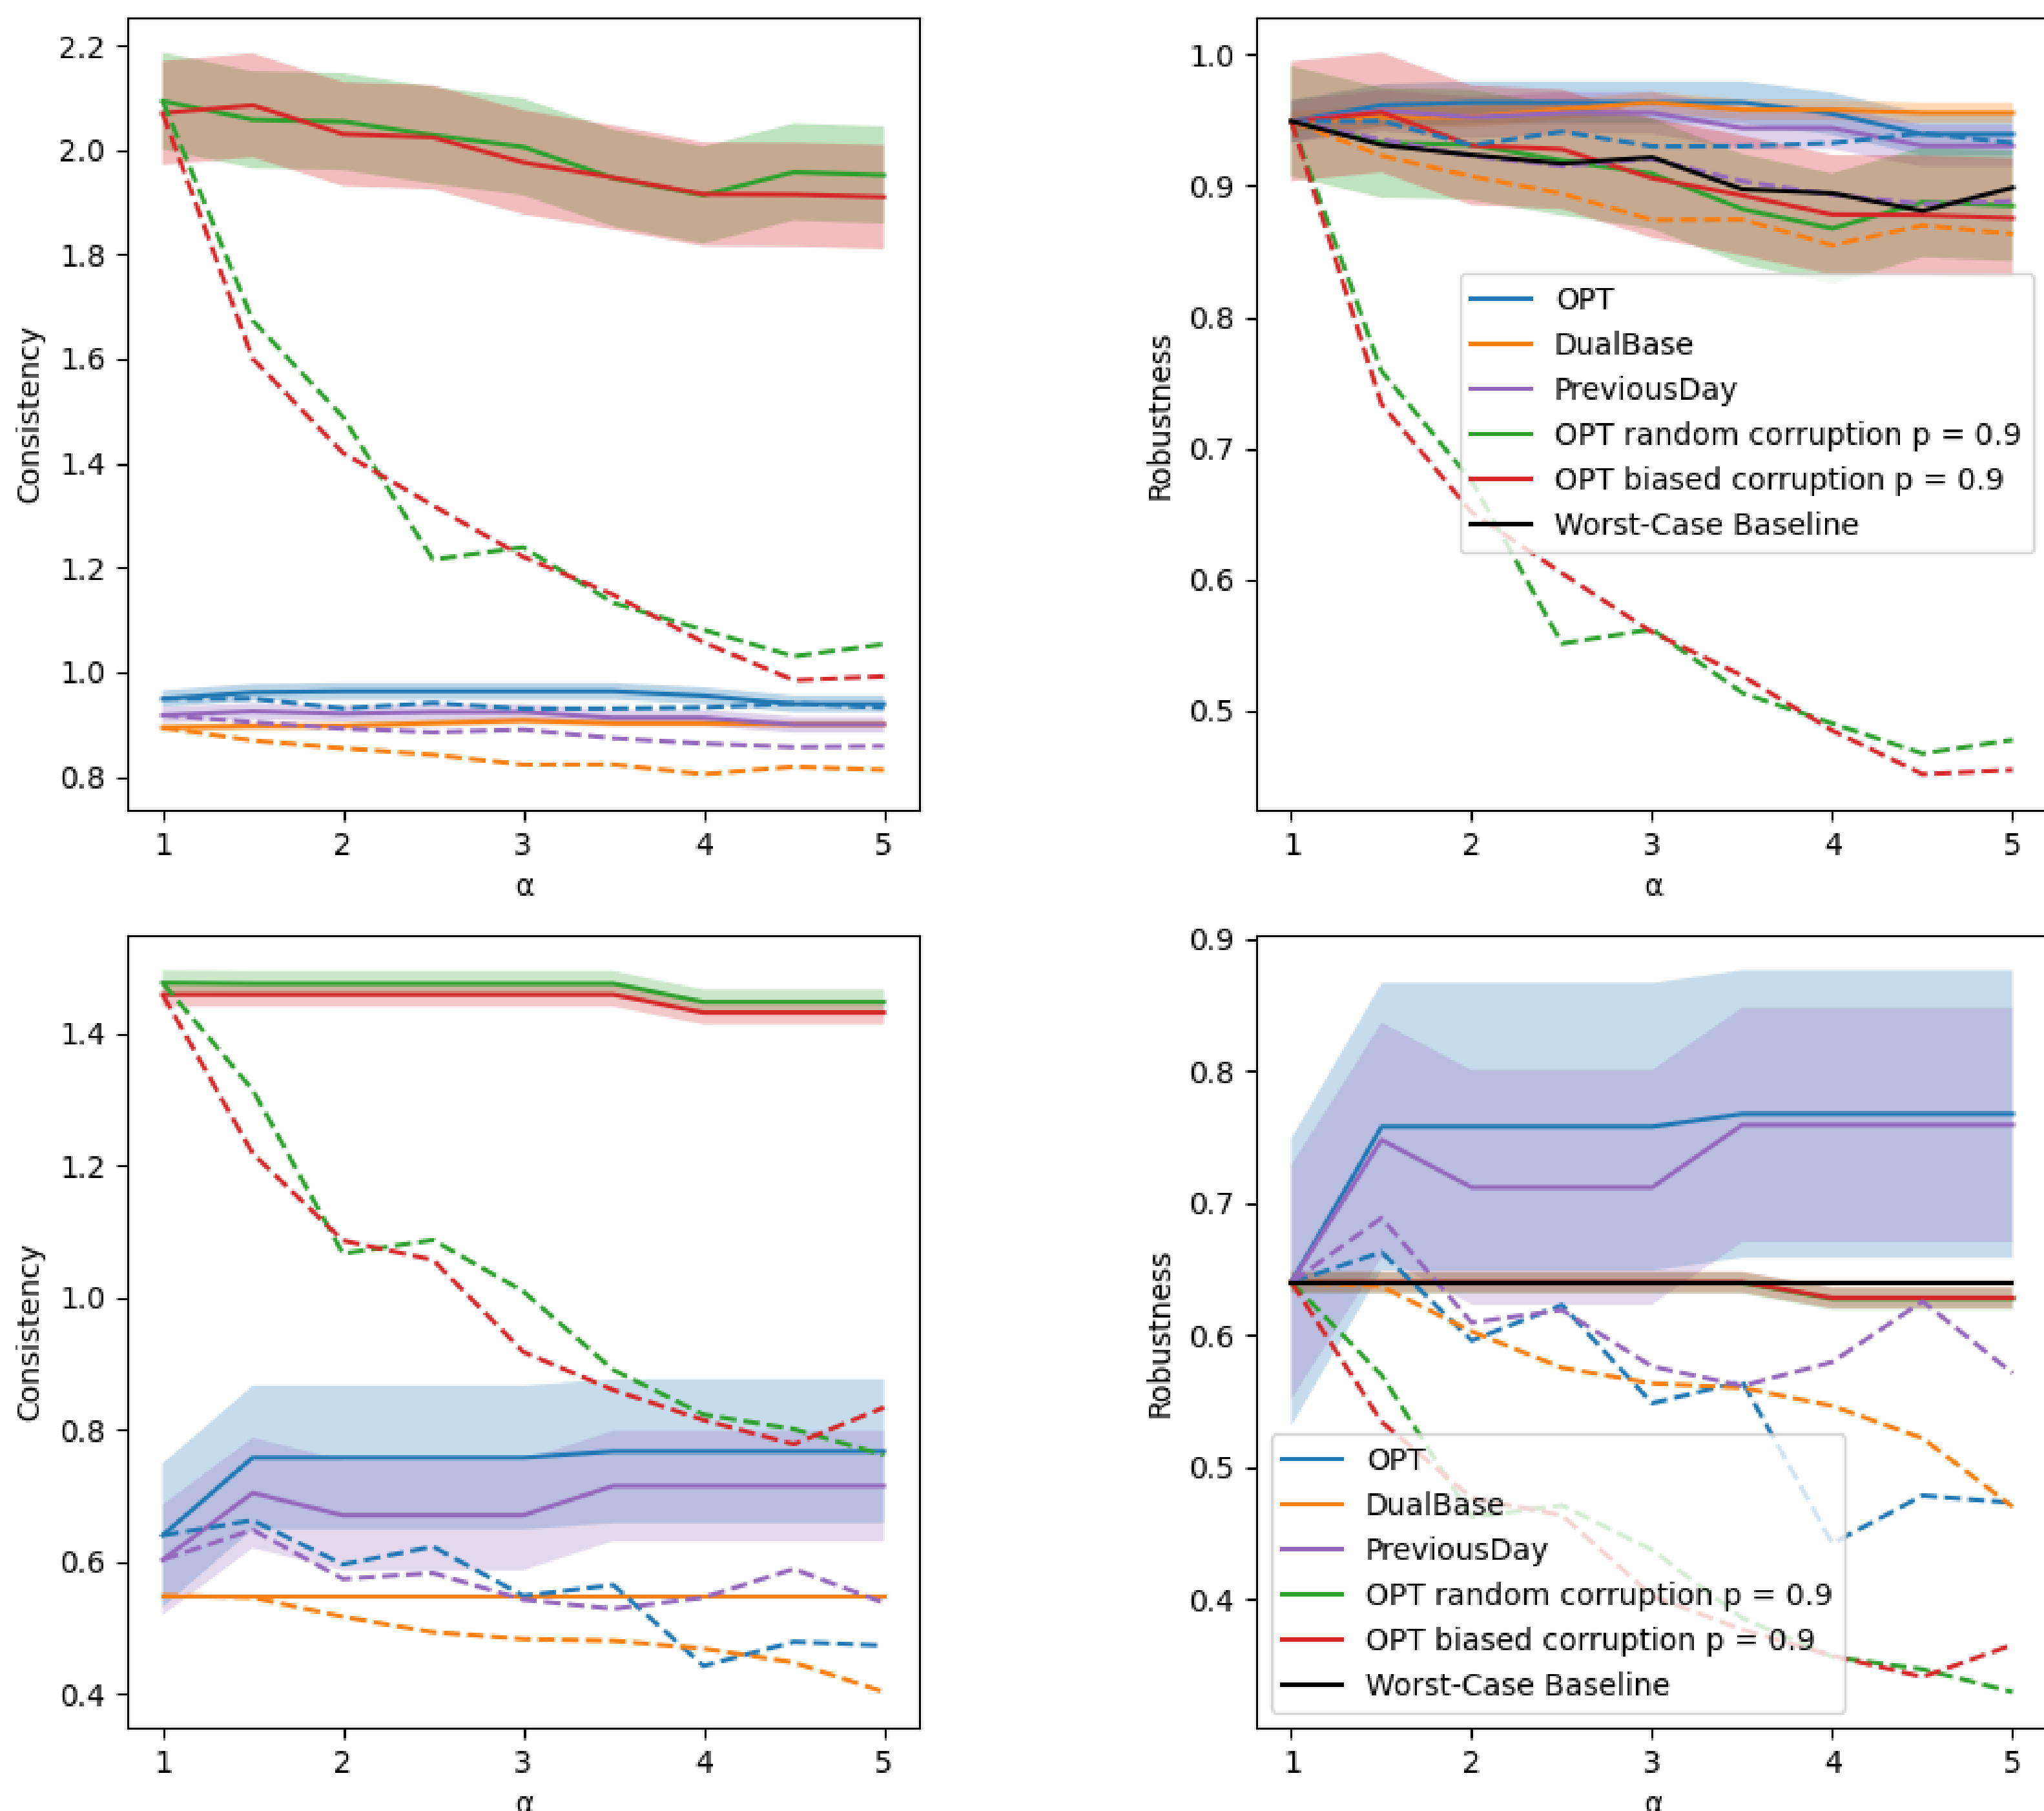 2.2
2.0
1.8
1.6
1.4
1.2
1.0
0.8
Consistency
1 2 3 4 5
α
1.0
0.9
0.8
0.7
0.6
0.5
Robustness
OPT
DualBase
PreviousDay
OPT random corruption p = 0.9
OPT biased corruption p = 0.9
Worst-Case Baseline
1 2 3 4 5
α
1.4
1.2
1.0
0.8
0.6
0.4
Consistency
1 2 3 4 5
α
0.9
0.8
0.7
0.6
0.5
0.4
Robustness
OPT
DualBase
PreviousDay
OPT random corruption p = 0.9
OPT biased corruption p = 0.9
Worst-Case Baseline
1 2 3 4 5
α